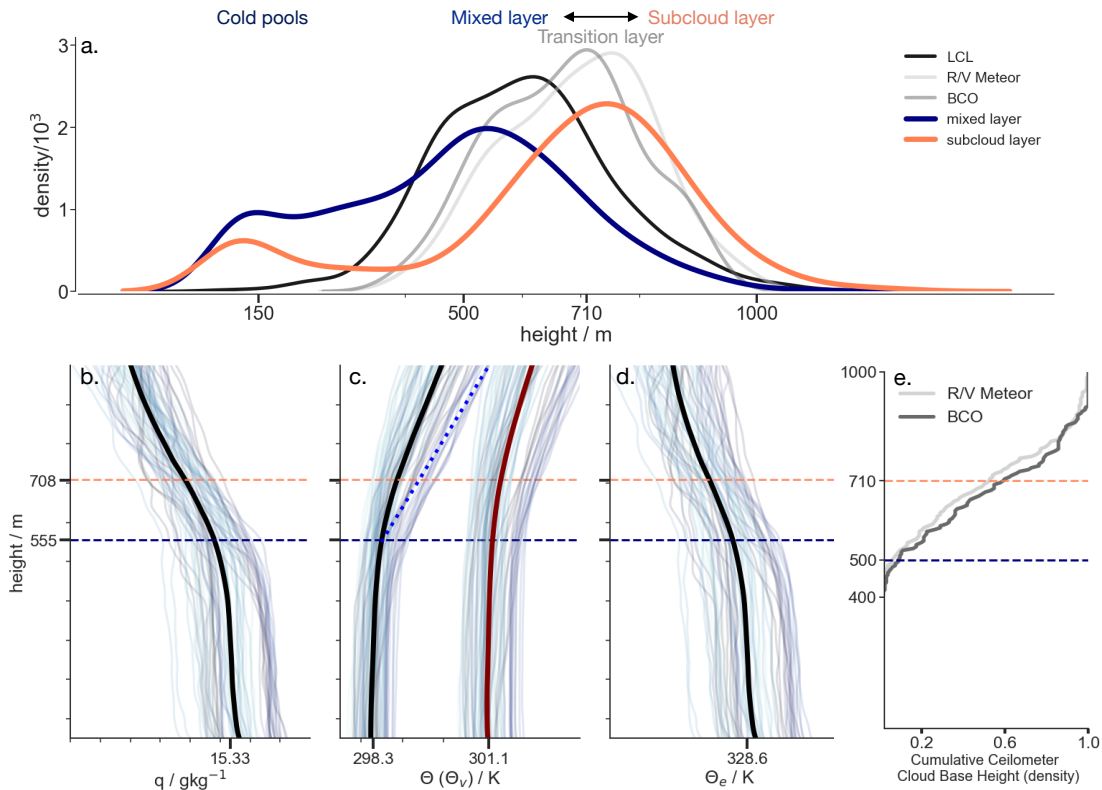 Cold pools
Mixed layer
Subcloud layer
Transition layer
a.
3
2
1
0
density/10³
150
500
710
1000
height / m
LCL
R/V Meteor
BCO
mixed layer
subcloud layer
b.
708
555
height / m
15.33
q / gkg⁻¹
c.
298.3
301.1
Θ (Θᵥ) / K
d.
328.6
Θₑ / K
e.
R/V Meteor
BCO
1000
710
500
400
0.2
0.6
1.0
Cumulative Ceilometer
Cloud Base Height (density)